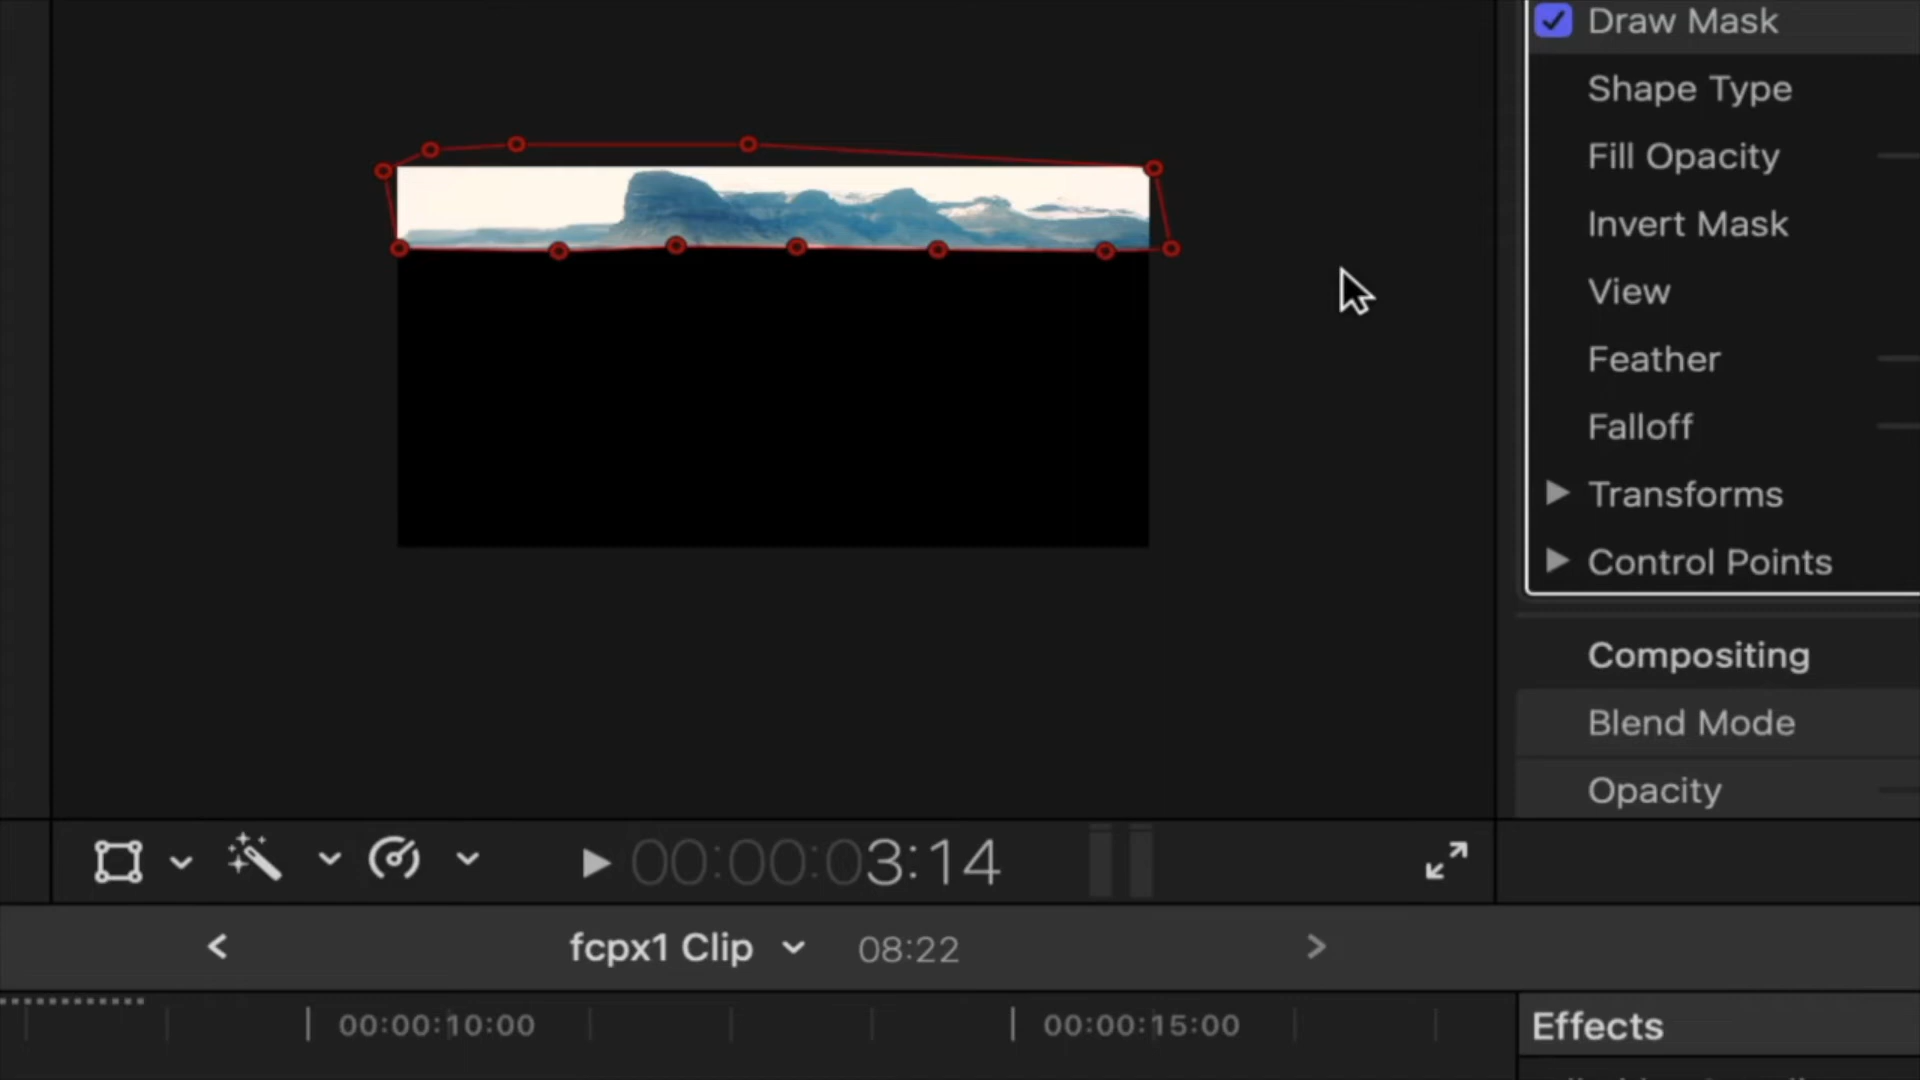 Draw Mask
Shape Type
Fill Opacity
Invert Mask
View
Feather
Falloff
Transforms
Control Points
Compositing
Blend Mode
Opacity
00:00:03:14
fcpx1 Clip 08:22
00:00:10:00 00:00:15:00
Effects